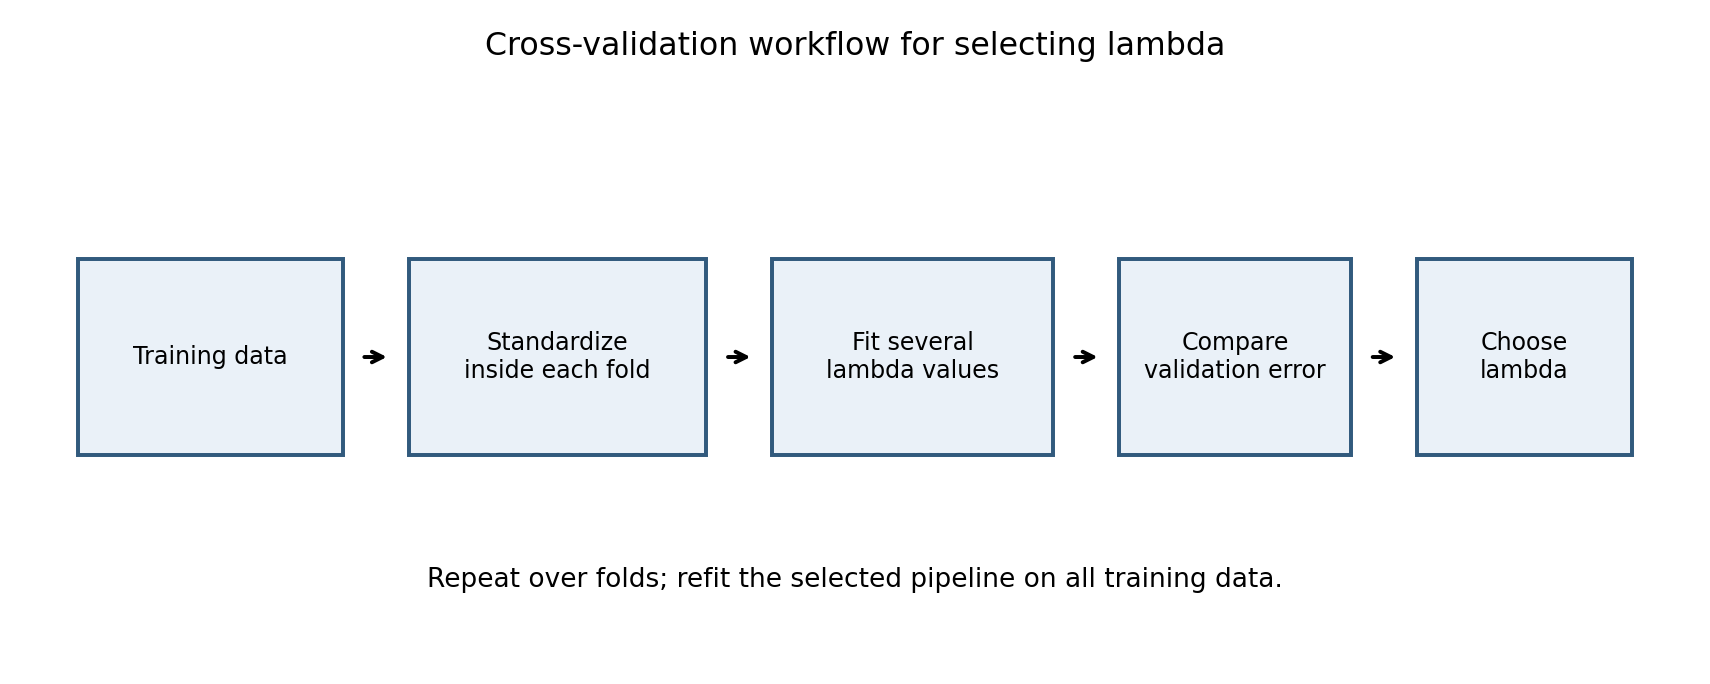 Cross-validation workflow for selecting lambda
Training data
Standardize
inside each fold
Fit several
lambda values
Compare
validation error
Choose
lambda
Repeat over folds; refit the selected pipeline on all training data.